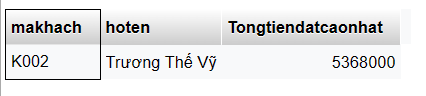 makhach hoten Tongtiendatcaonhat
K002 Trương Thế Vỹ 5368000